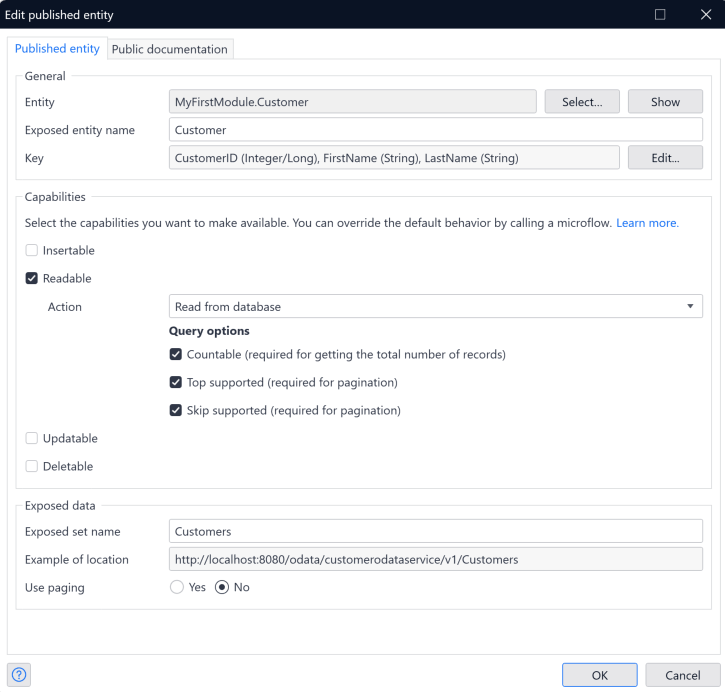 Edit published entity
Published entity
Public documentation
General
Entity
MyFirstModule.Customer
Select...
Show
Exposed entity name
Customer
Key
CustomerID (Integer/Long), FirstName (String), LastName (String)
Edit...
Capabilities
Select the capabilities you want to make available. You can override the default behavior by calling a microflow. Learn more.
Insertable
Readable
Action
Read from database
Query options
Countable (required for getting the total number of records)
Top supported (required for pagination)
Skip supported (required for pagination)
Updatable
Deletable
Exposed data
Exposed set name
Customers
Example of location
http://localhost:8080/odata/customerodataservice/v1/Customers
Use paging
Yes
No
?
OK
Cancel